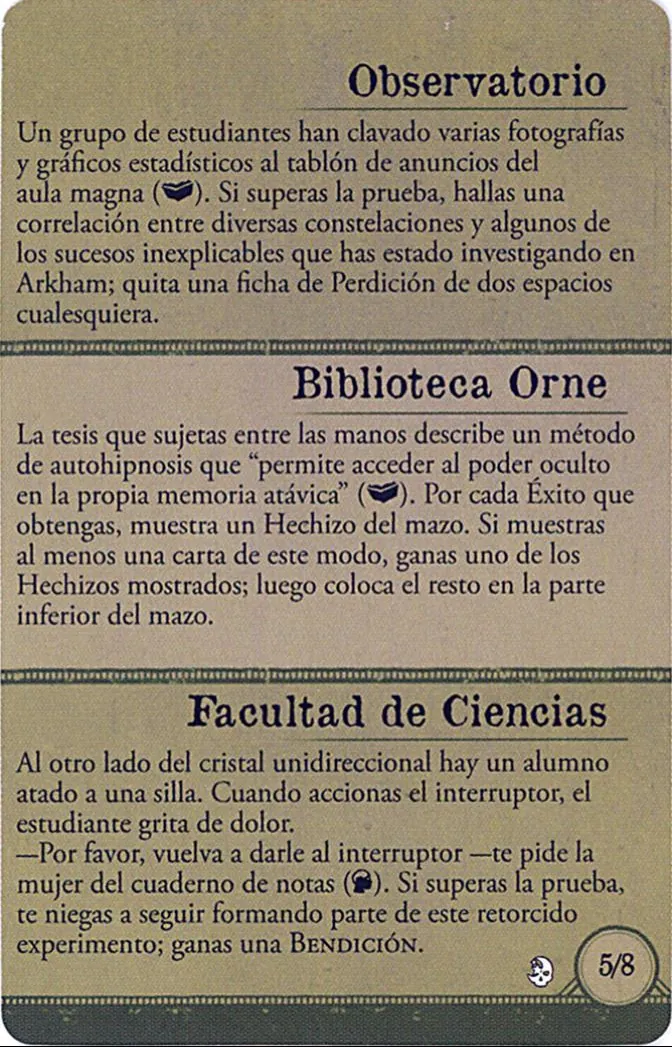 Observatorio
Un grupo de estudiantes han clavado varias fotografías
y gráficos estadísticos al tablón de anuncios del
aula magna (). Si superas la prueba, hallas una
correlación entre diversas constelaciones y algunos de
los sucesos inexplicables que has estado investigando en
Arkham; quita una ficha de Perdición de dos espacios
cualesquiera.
Biblioteca Orne
La tesis que sujetas entre las manos describe un método
de autohipnosis que “permite acceder al poder oculto
en la propia memoria atávica” (). Por cada Éxito que
obtengas, muestra un Hechizo del mazo. Si muestras
al menos una carta de este modo, ganas uno de los
Hechizos mostrados; luego coloca el resto en la parte
inferior del mazo.
Facultad de Ciencias
Al otro lado del cristal unidireccional hay un alumno
atado a una silla. Cuando accionas el interruptor, el
estudiante grita de dolor.
—Por favor, vuelva a darle al interruptor —te pide la
mujer del cuaderno de notas (). Si superas la prueba,
te niegas a seguir formando parte de este retorcido
experimento; ganas una BENDICIÓN.
5/8